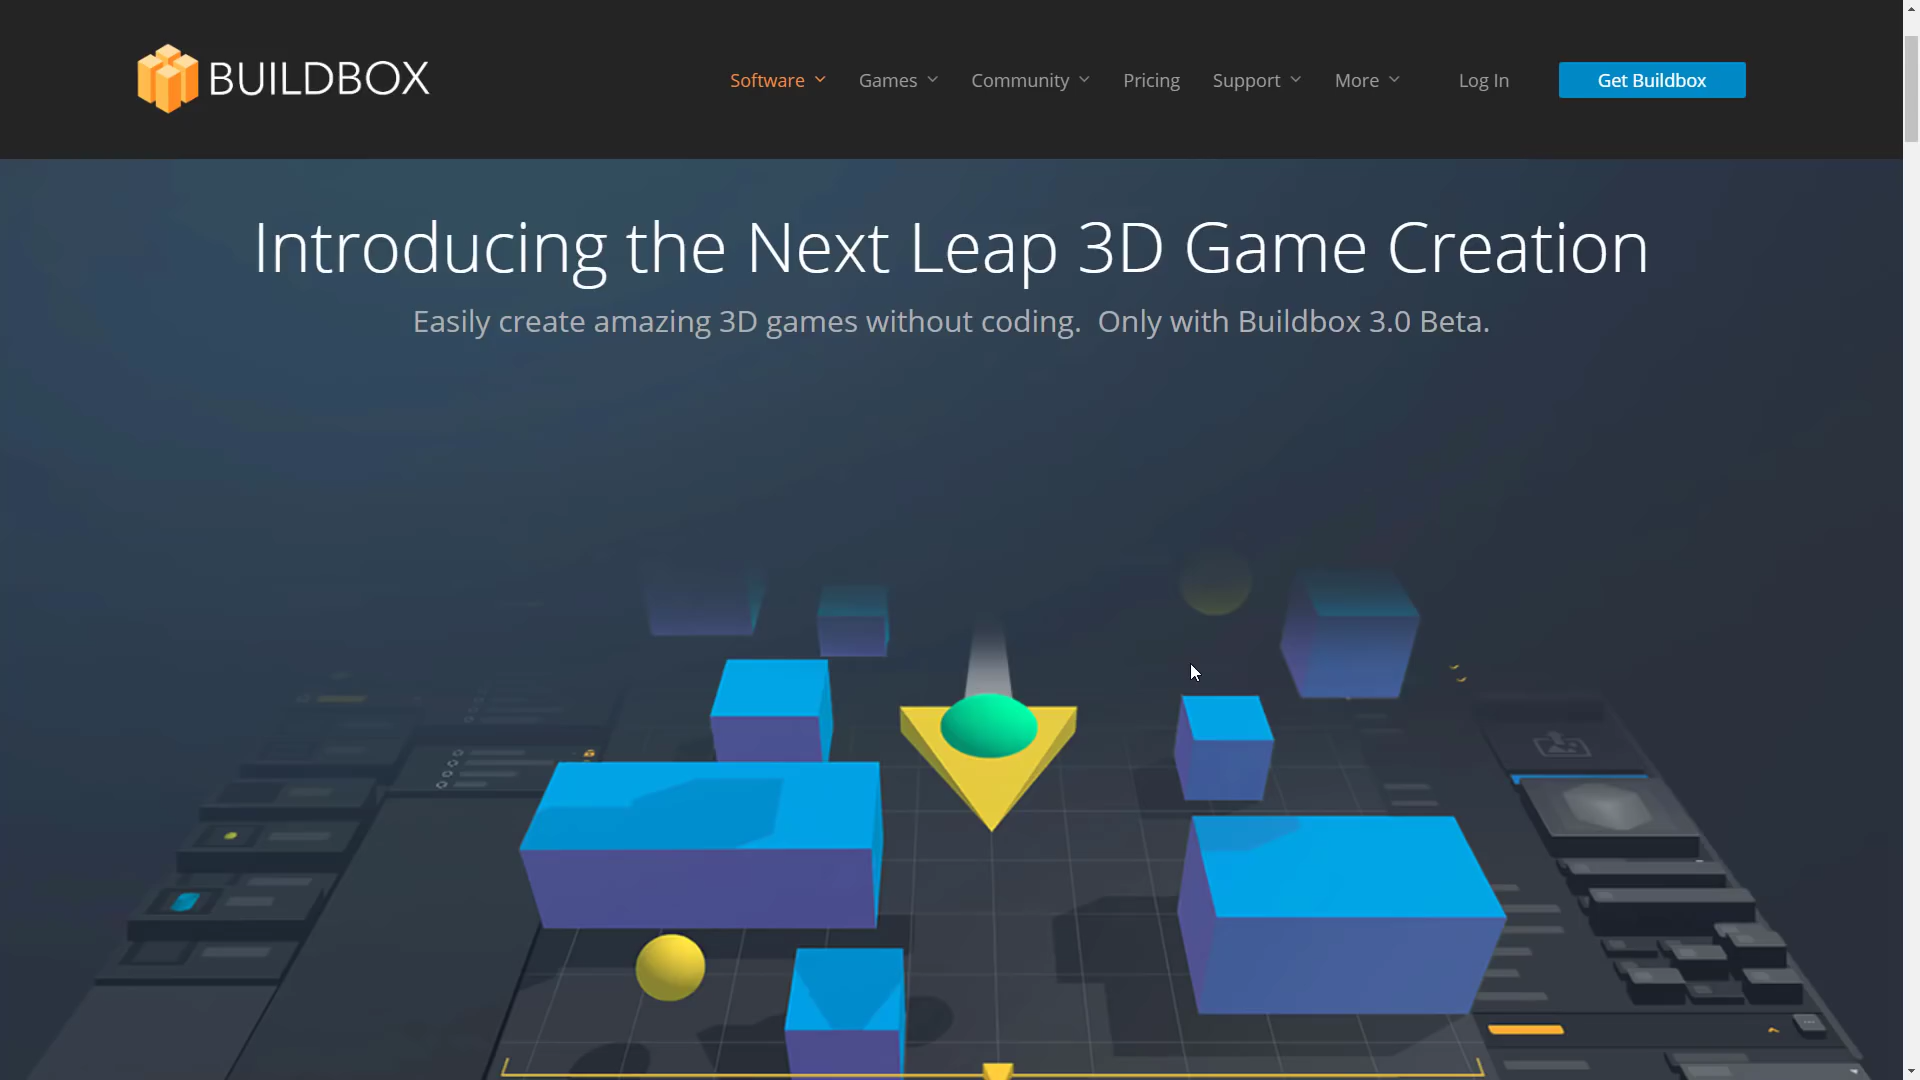 BUILDBOX
Software Games Community Pricing Support More Log In Get Buildbox
Introducing the Next Leap 3D Game Creation
Easily create amazing 3D games without coding.  Only with Buildbox 3.0 Beta.